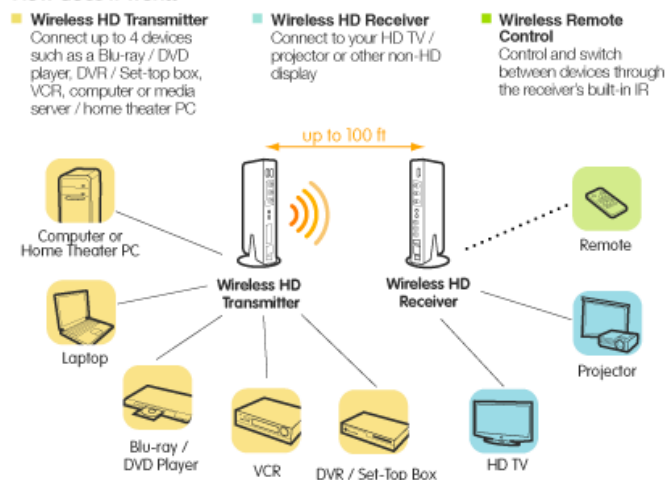 Wireless HD Transmitter
Connect up to 4 devices
such as a Blu-ray / DVD
player, DVR / Set-top box,
VCR, computer or media
server / home theater PC
Wireless HD Receiver
Connect to your HD TV /
projector or other non-HD
display
Wireless Remote
Control
Control and switch
between devices through
the receiver's built-in IR
up to 100 ft
Computer or
Home Theater PC
Wireless HD
Transmitter
Wireless HD
Receiver
Remote
Laptop
Projector
Blu-ray /
DVD Player
VCR
DVR / Set-Top Box
HD TV